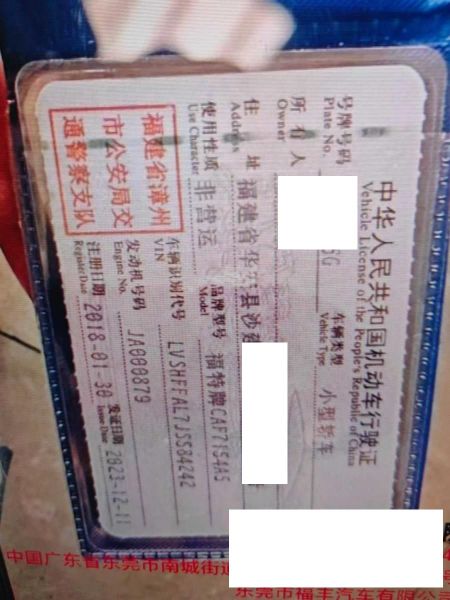 中华人民共和国机动车行驶证
Vehicle License of the People's Republic of China
号牌号码
Plate No.
SG
车辆类型
Vehicle Type
小型轿车
所有人
Owner
住址
Address
福建省华安县沙
使用性质
Use Character
非营运
品牌型号
Model
福特牌CAF7154A5
车辆识别代号
VIN
LVSHFFAL7JS584242
发动机号码
Engine No.
JA000879
注册日期
Register Date
2018-01-30
发证日期
Issue Date
2023-12-11
福建省漳州
市公安局交
通警察支队
中国广东省东莞市南城街道
东莞市福丰汽车有限公司